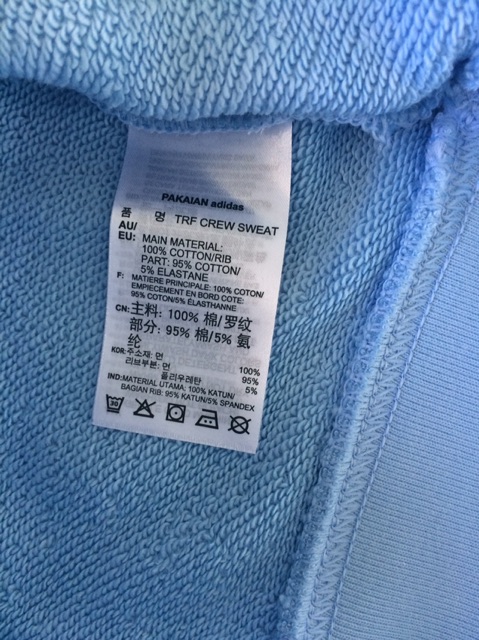 PAKAIAN adidas
품 명 TRF CREW SWEAT
AU/
EU: MAIN MATERIAL:
100% COTTON/RIB
PART: 95% COTTON/
5% ELASTANE
F: MATIERE PRINCIPALE: 100% COTON/
EMPIECEMENT EN BORD COTE:
95% COTON/5% ÉLASTHANNE
CN: 主料: 100% 棉/罗纹
部分: 95% 棉/5% 氨
纶
KOR: 주소재: 면 100%
리브부분: 면 95%
폴리우레탄 5%
IND: MATERIAL UTAMA: 100% KATUN/
BAGIAN RIB: 95% KATUN/5% SPANDEX
30